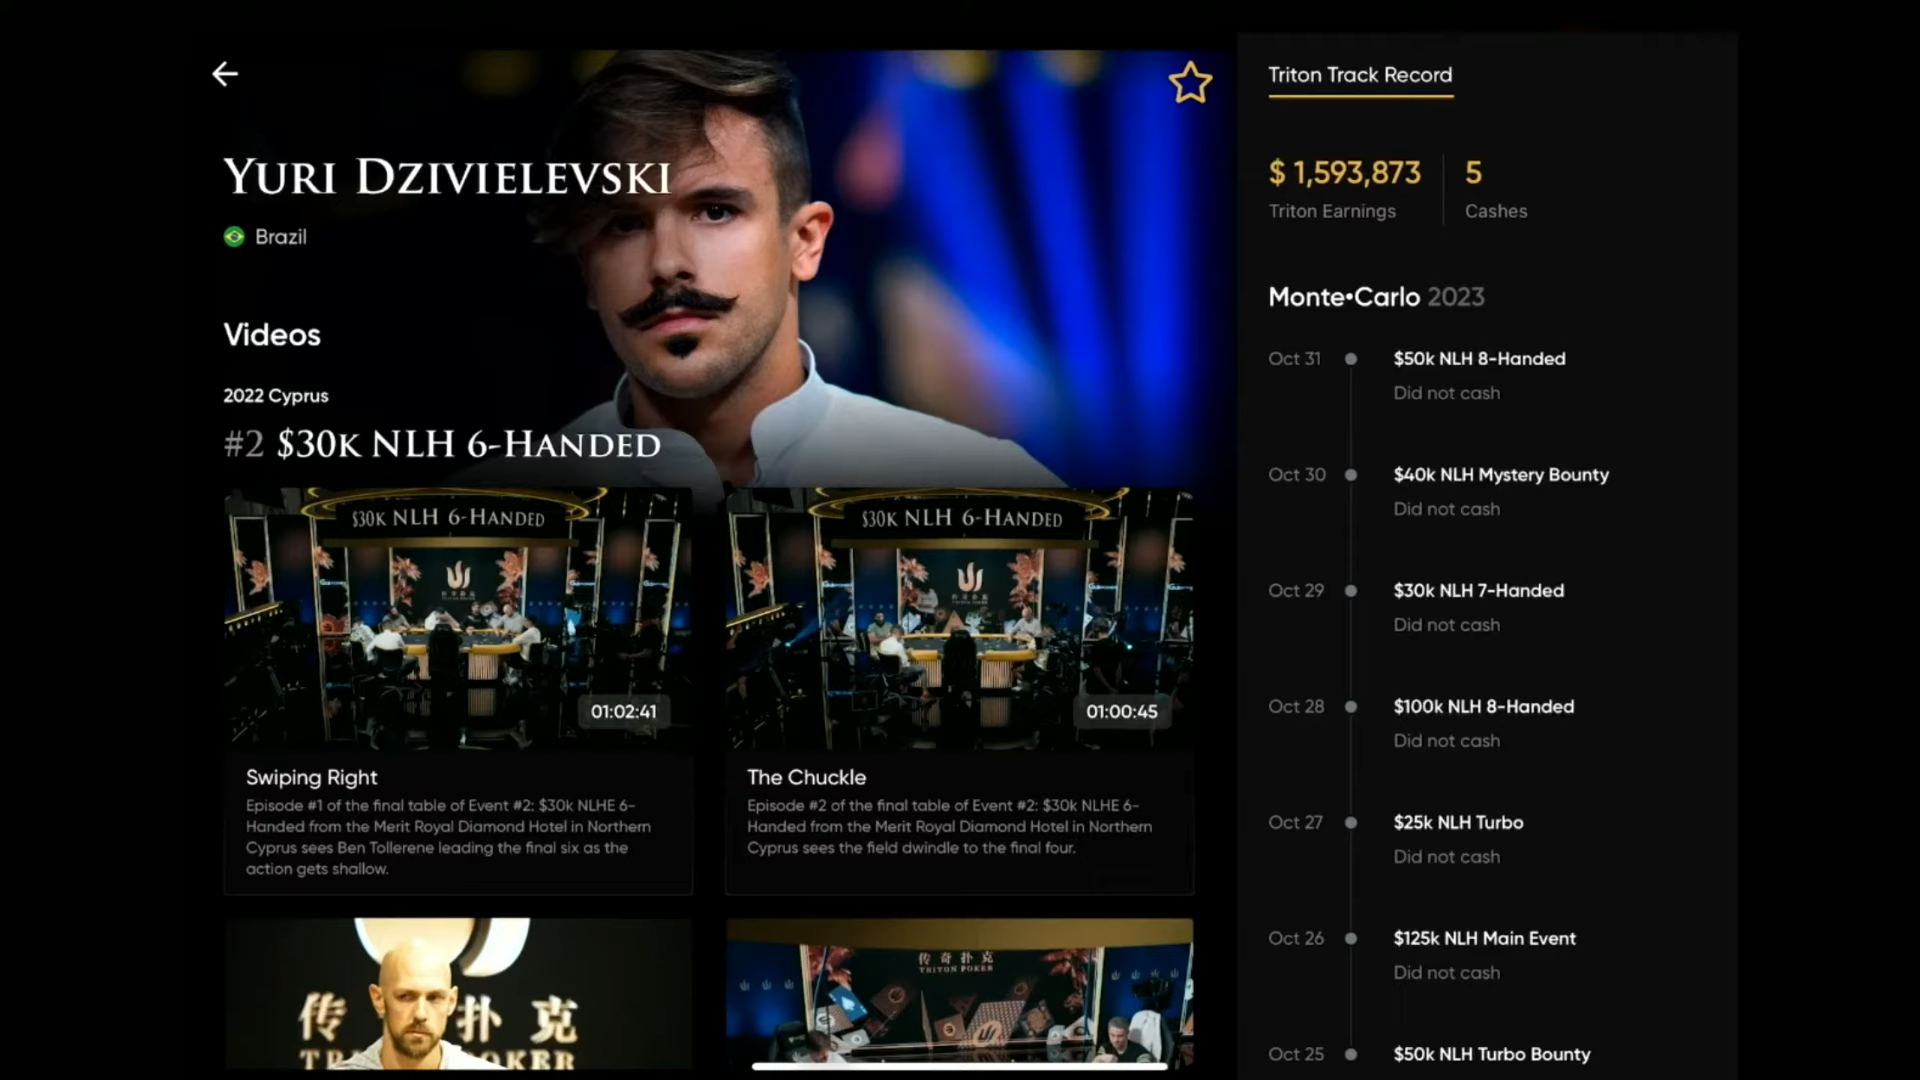 Yuri Dzivielevski
Brazil
Videos
2022 Cyprus
#2 $30k NLH 6-Handed
$30k NLH 6-Handed
01:02:41
Swiping Right
Episode #1 of the final table of Event #2: $30k NLHE 6-
Handed from the Merit Royal Diamond Hotel in Northern
Cyprus sees Ben Tollerene leading the final six as the
action gets shallow.
$30k NLH 6-Handed
01:00:45
The Chuckle
Episode #2 of the final table of Event #2: $30k NLHE 6-
Handed from the Merit Royal Diamond Hotel in Northern
Cyprus sees the field dwindle to the final four.
传 扑 克
传奇扑克
TRITON POKER
Triton Track Record
$ 1,593,873
Triton Earnings
5
Cashes
Monte•Carlo 2023
Oct 31 $50k NLH 8-Handed
Did not cash
Oct 30 $40k NLH Mystery Bounty
Did not cash
Oct 29 $30k NLH 7-Handed
Did not cash
Oct 28 $100k NLH 8-Handed
Did not cash
Oct 27 $25k NLH Turbo
Did not cash
Oct 26 $125k NLH Main Event
Did not cash
Oct 25 $50k NLH Turbo Bounty